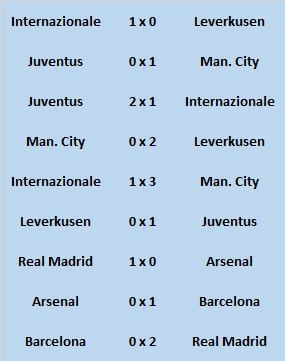 Internazionale 1 x 0 Leverkusen
Juventus 0 x 1 Man. City
Juventus 2 x 1 Internazionale
Man. City 0 x 2 Leverkusen
Internazionale 1 x 3 Man. City
Leverkusen 0 x 1 Juventus
Real Madrid 1 x 0 Arsenal
Arsenal 0 x 1 Barcelona
Barcelona 0 x 2 Real Madrid